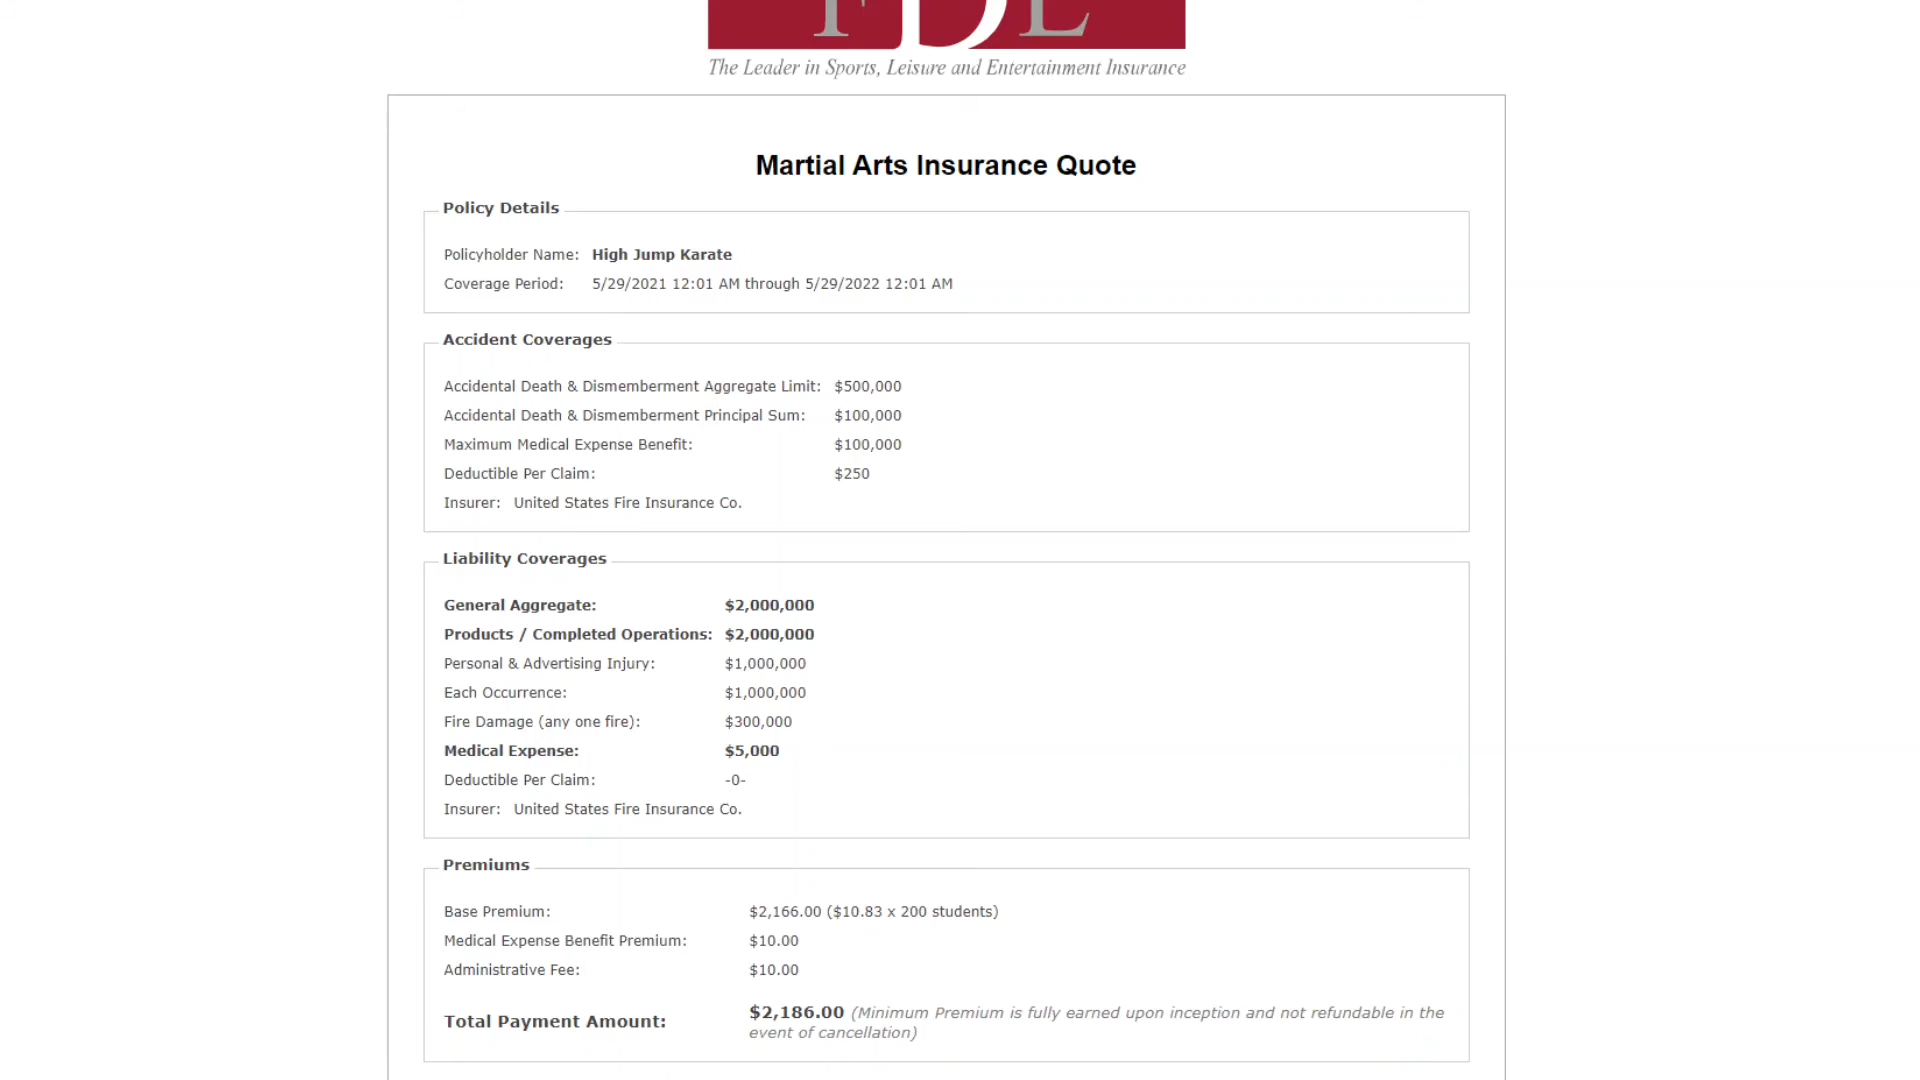 The Leader in Sports, Leisure and Entertainment Insurance
Martial Arts Insurance Quote
Policy Details
Policyholder Name: High Jump Karate
Coverage Period: 5/29/2021 12:01 AM through 5/29/2022 12:01 AM
Accident Coverages
Accidental Death & Dismemberment Aggregate Limit: $500,000
Accidental Death & Dismemberment Principal Sum: $100,000
Maximum Medical Expense Benefit: $100,000
Deductible Per Claim: $250
Insurer: United States Fire Insurance Co.
Liability Coverages
General Aggregate: $2,000,000
Products / Completed Operations: $2,000,000
Personal & Advertising Injury: $1,000,000
Each Occurrence: $1,000,000
Fire Damage (any one fire): $300,000
Medical Expense: $5,000
Deductible Per Claim: -0-
Insurer: United States Fire Insurance Co.
Premiums
Base Premium: $2,166.00 ($10.83 x 200 students)
Medical Expense Benefit Premium: $10.00
Administrative Fee: $10.00
Total Payment Amount: $2,186.00 (Minimum Premium is fully earned upon inception and not refundable in the
event of cancellation)